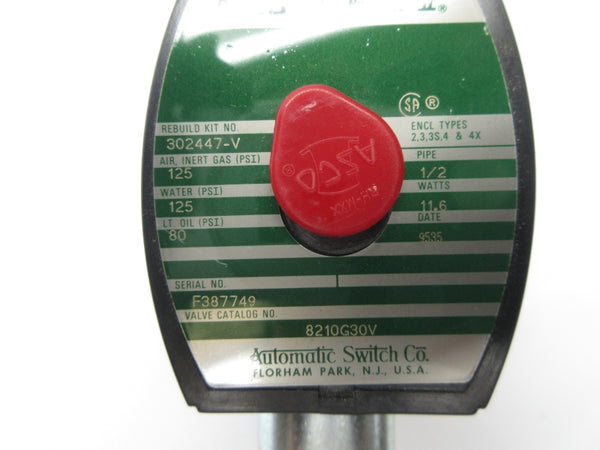 ®
SA ®
REBUILD KIT NO.
302447-V
ENCL TYPES
2,3,3S,4 & 4X
AIR, INERT GAS (PSI)
125
PIPE
1/2
WATER (PSI)
125
WATTS
11.6
LT. OIL (PSI)
80
DATE
9535
ASCO
®
SERIAL NO.
F387749
VALVE CATALOG NO.
8210G30V
Automatic Switch Co.
FLORHAM PARK, N.J., U.S.A.